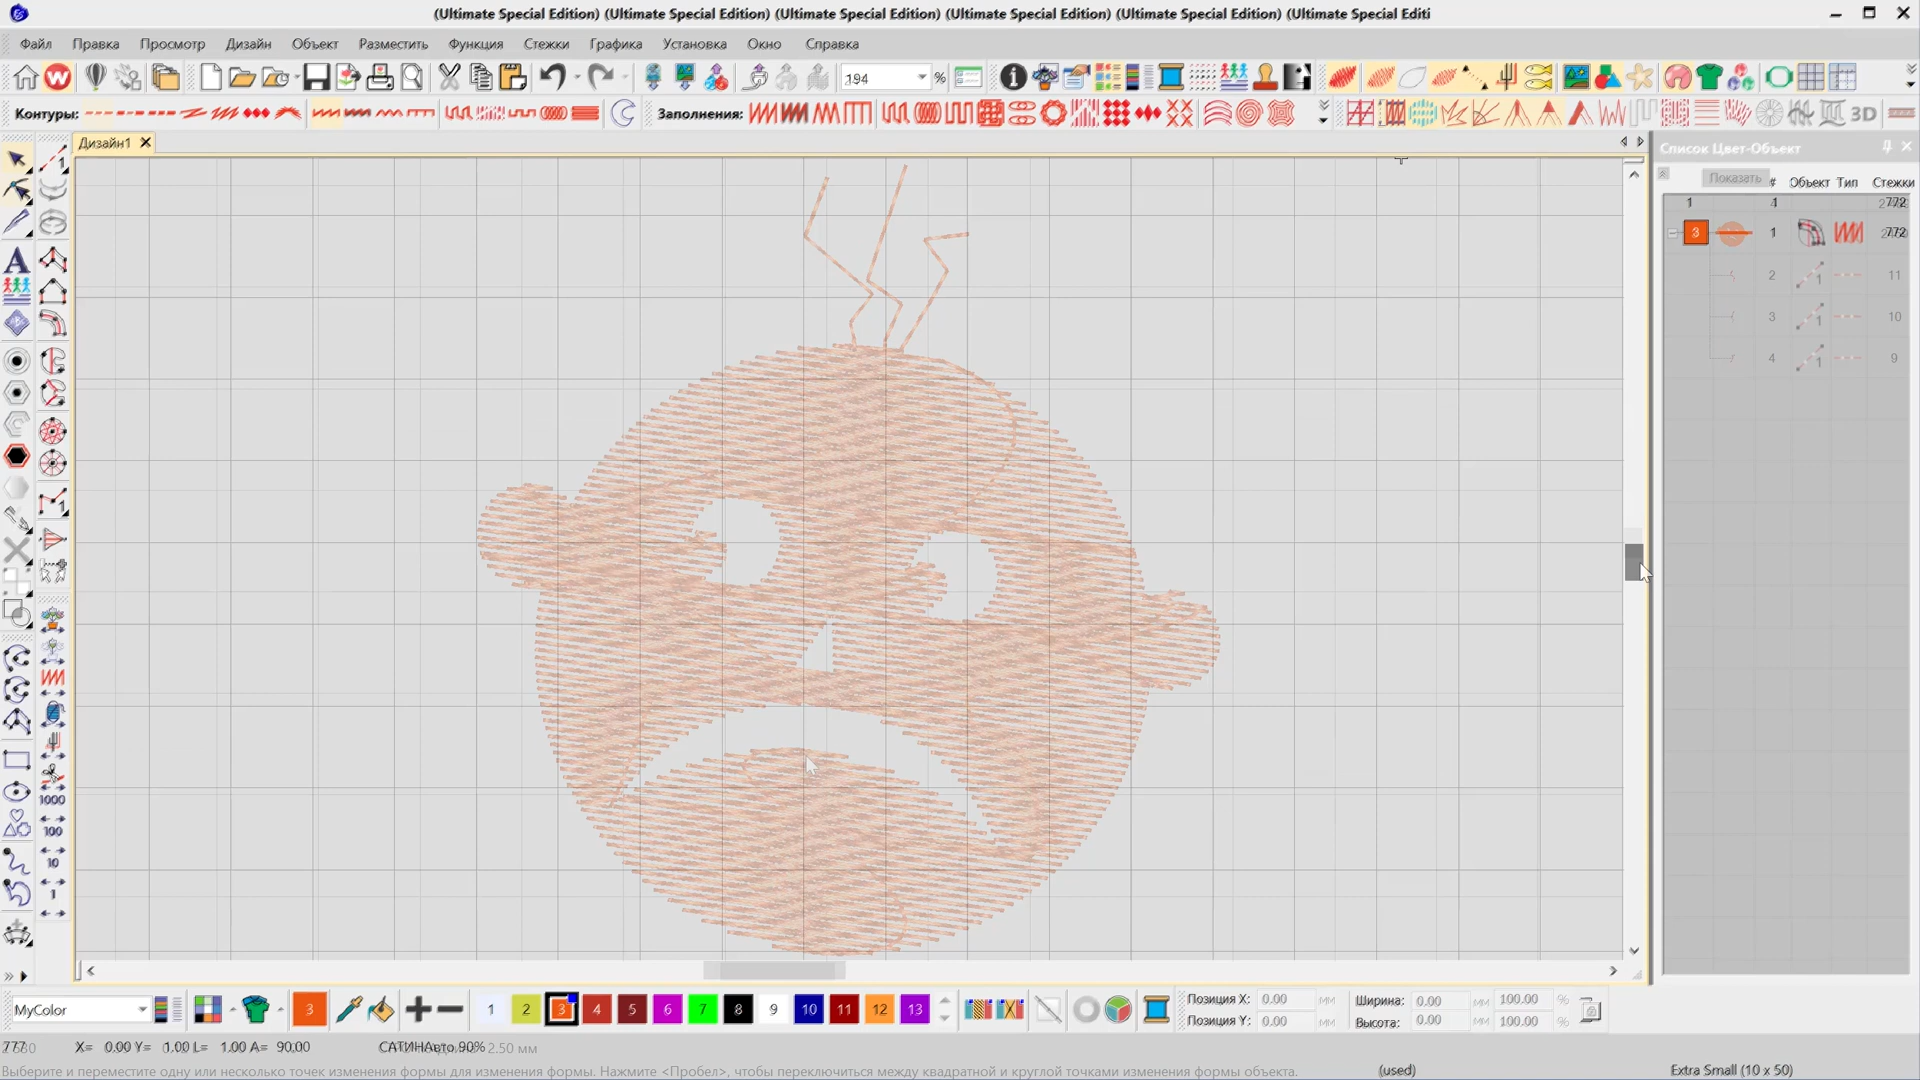 (Ultimate Special Edition) (Ultimate Special Edition) (Ultimate Special Edition) (Ultimate Special Edition) (Ultimate Special Edition) (Ultimate Special Editi
Файл Правка Просмотр Дизайн Объект Разместить Функция Стежки Графика Установка Окно Справка
194 %
Контуры: Заполнения: 3D
Дизайн1
Список Цвет-Объект
Показать # Объект Тип Стежки
1 772
3 1 772
2 11
3 10
4 9
1000
100
10
1
MyColor 3 1 2 3 4 5 6 7 8 9 10 11 12 13
Позиция X: 0.00 мм Ширина: 0.00 мм 100.00 %
Позиция Y: 0.00 мм Высота: 0.00 мм 100.00 %
X= 0.00 Y= 1.00 L= 1.00 A= 90.00 САТИН Авто 90% 2.50 мм
Выберите и переместите одну или несколько точек изменения формы для изменения формы. Нажмите <Пробел>, чтобы переключиться между квадратной и круглой точками изменения формы объекта. (used) Extra Small (10 x 50)